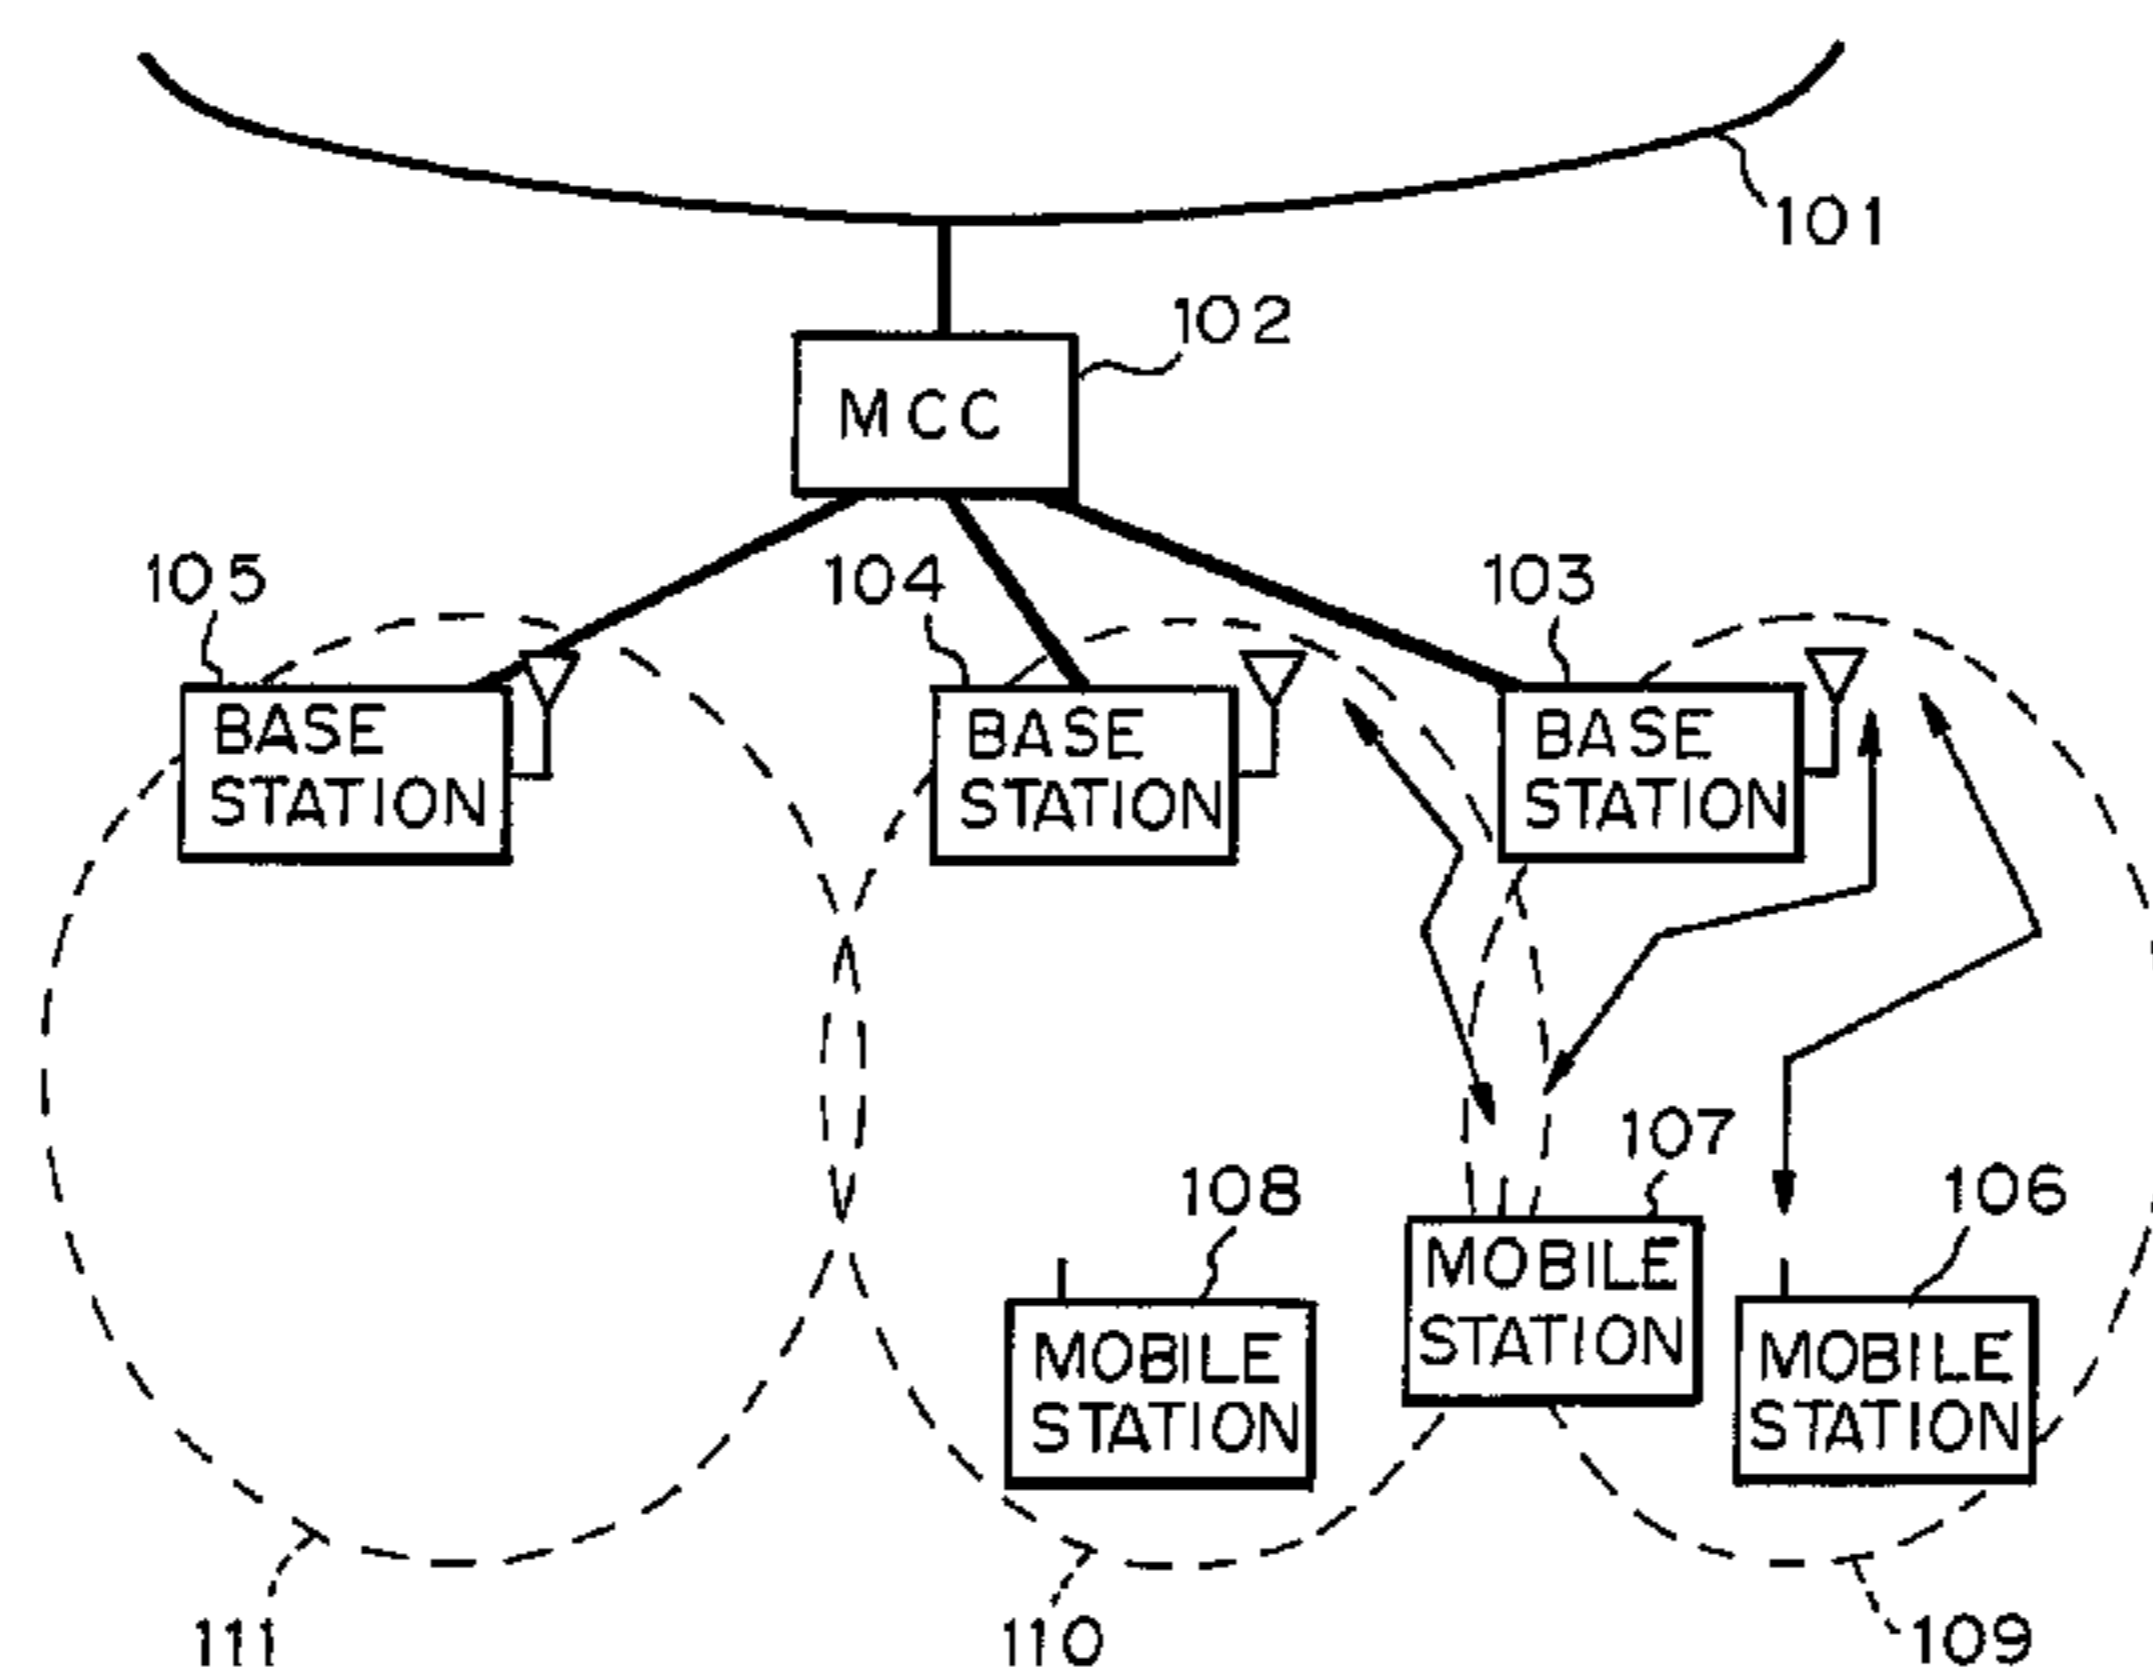 101
102
MCC
105
104
103
BASE
STATION
BASE
STATION
BASE
STATION
107
108
106
MOBILE
STATION
MOBILE
STATION
MOBILE
STATION
111
110
109